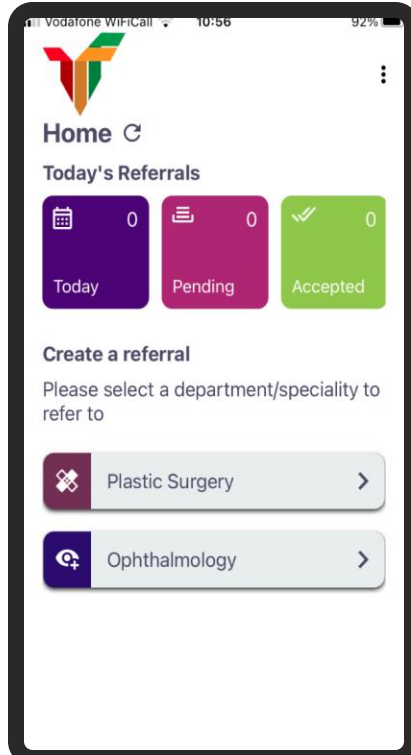 Vodafone WiFiCall 10:56 92%
Home
Today's Referrals
0 0 0
Today Pending Accepted
Create a referral
Please select a department/speciality to
refer to
Plastic Surgery
Ophthalmology